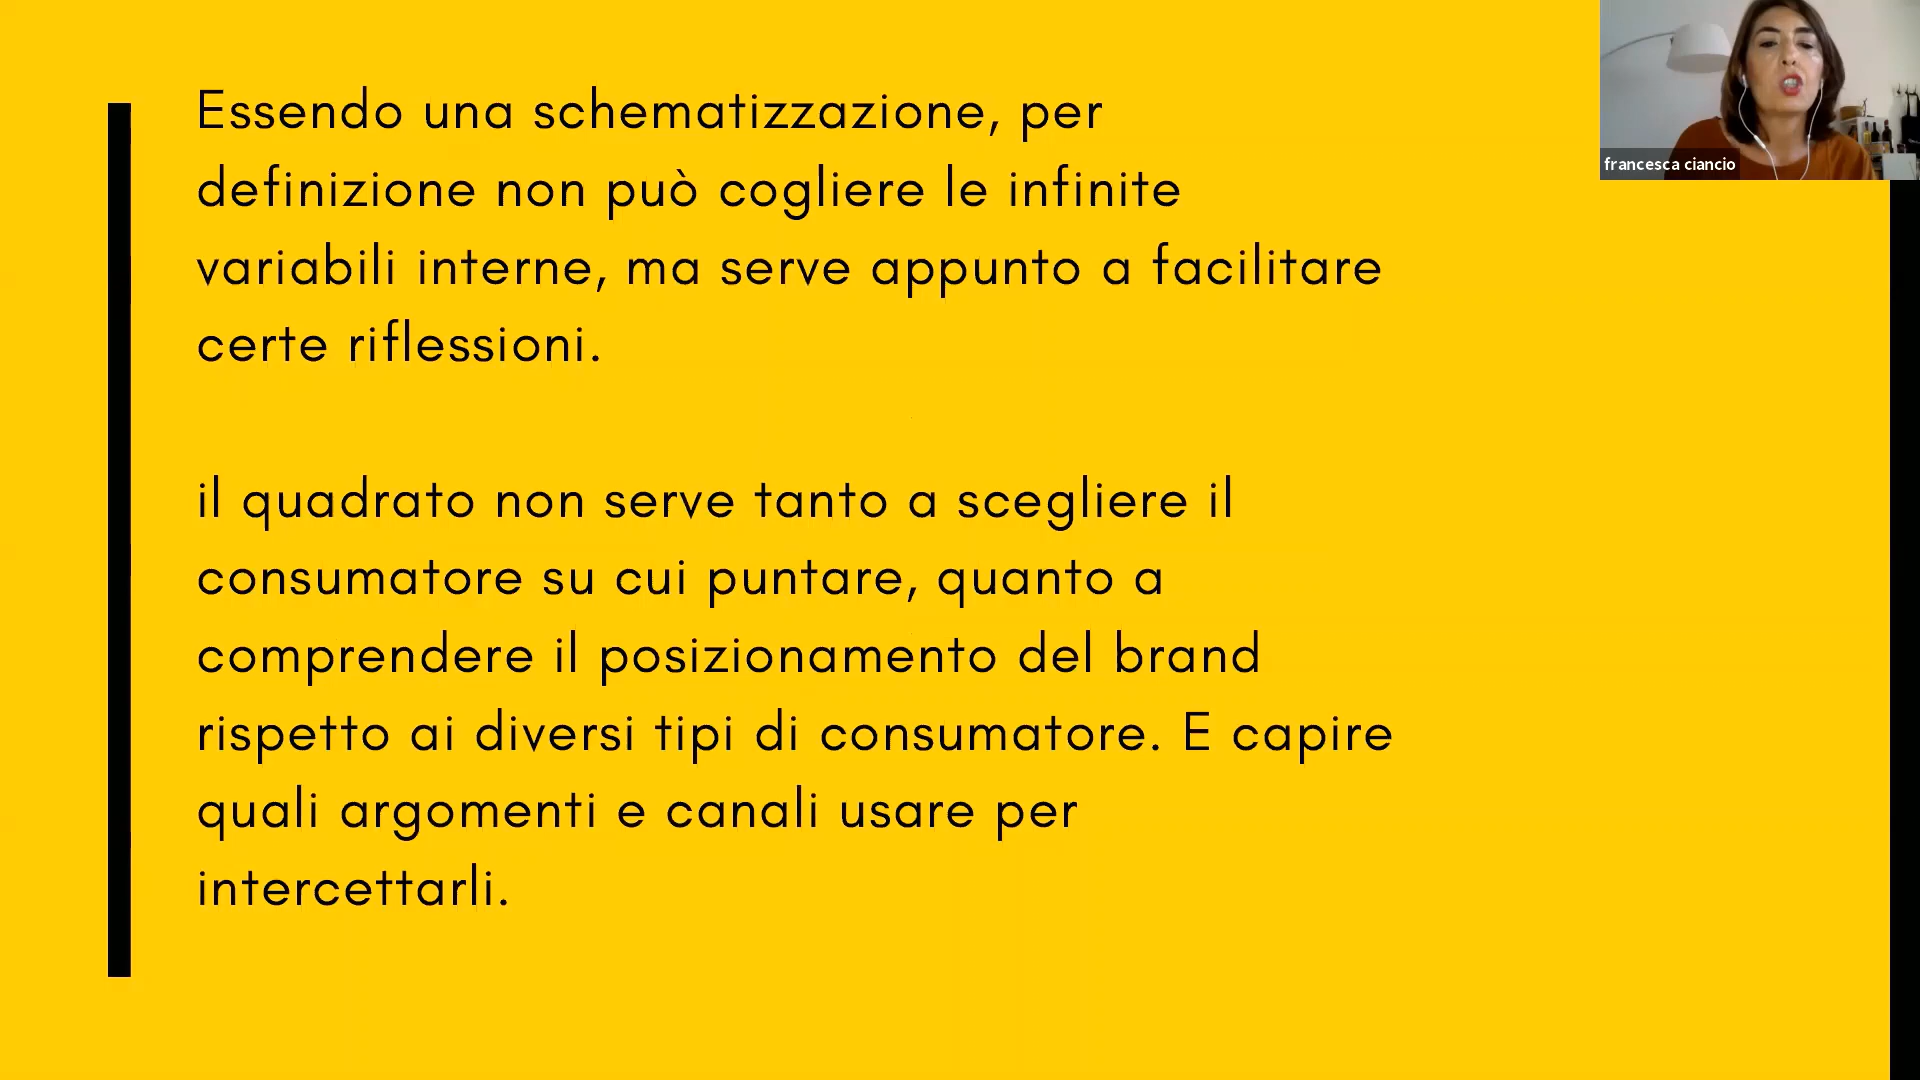 Essendo una schematizzazione, per
definizione non può cogliere le infinite
variabili interne, ma serve appunto a facilitare
certe riflessioni.
il quadrato non serve tanto a scegliere il
consumatore su cui puntare, quanto a
comprendere il posizionamento del brand
rispetto ai diversi tipi di consumatore. E capire
quali argomenti e canali usare per
intercettarli.
francesca ciancio